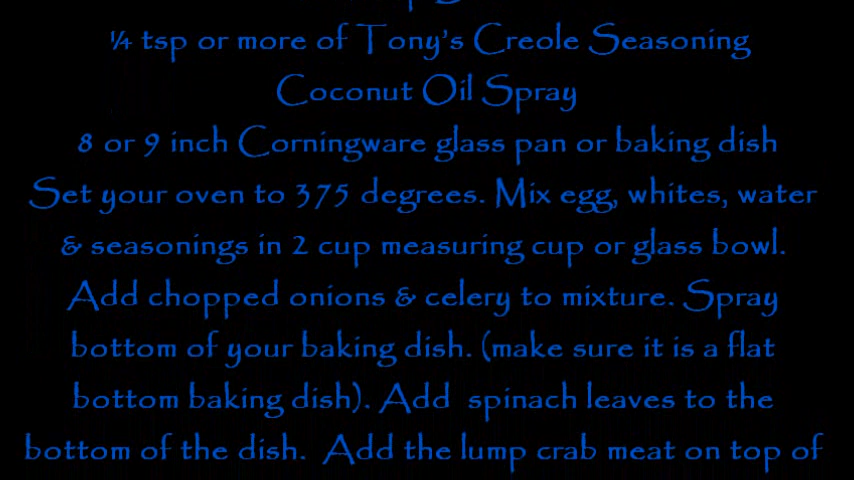 ¼ tsp or more of Tony's Creole Seasoning
Coconut Oil Spray
8 or 9 inch Corningware glass pan or baking dish
Set your oven to 375 degrees. Mix egg, whites, water
& seasonings in 2 cup measuring cup or glass bowl.
Add chopped onions & celery to mixture. Spray
bottom of your baking dish. (make sure it is a flat
bottom baking dish). Add spinach leaves to the
bottom of the dish. Add the lump crab meat on top of